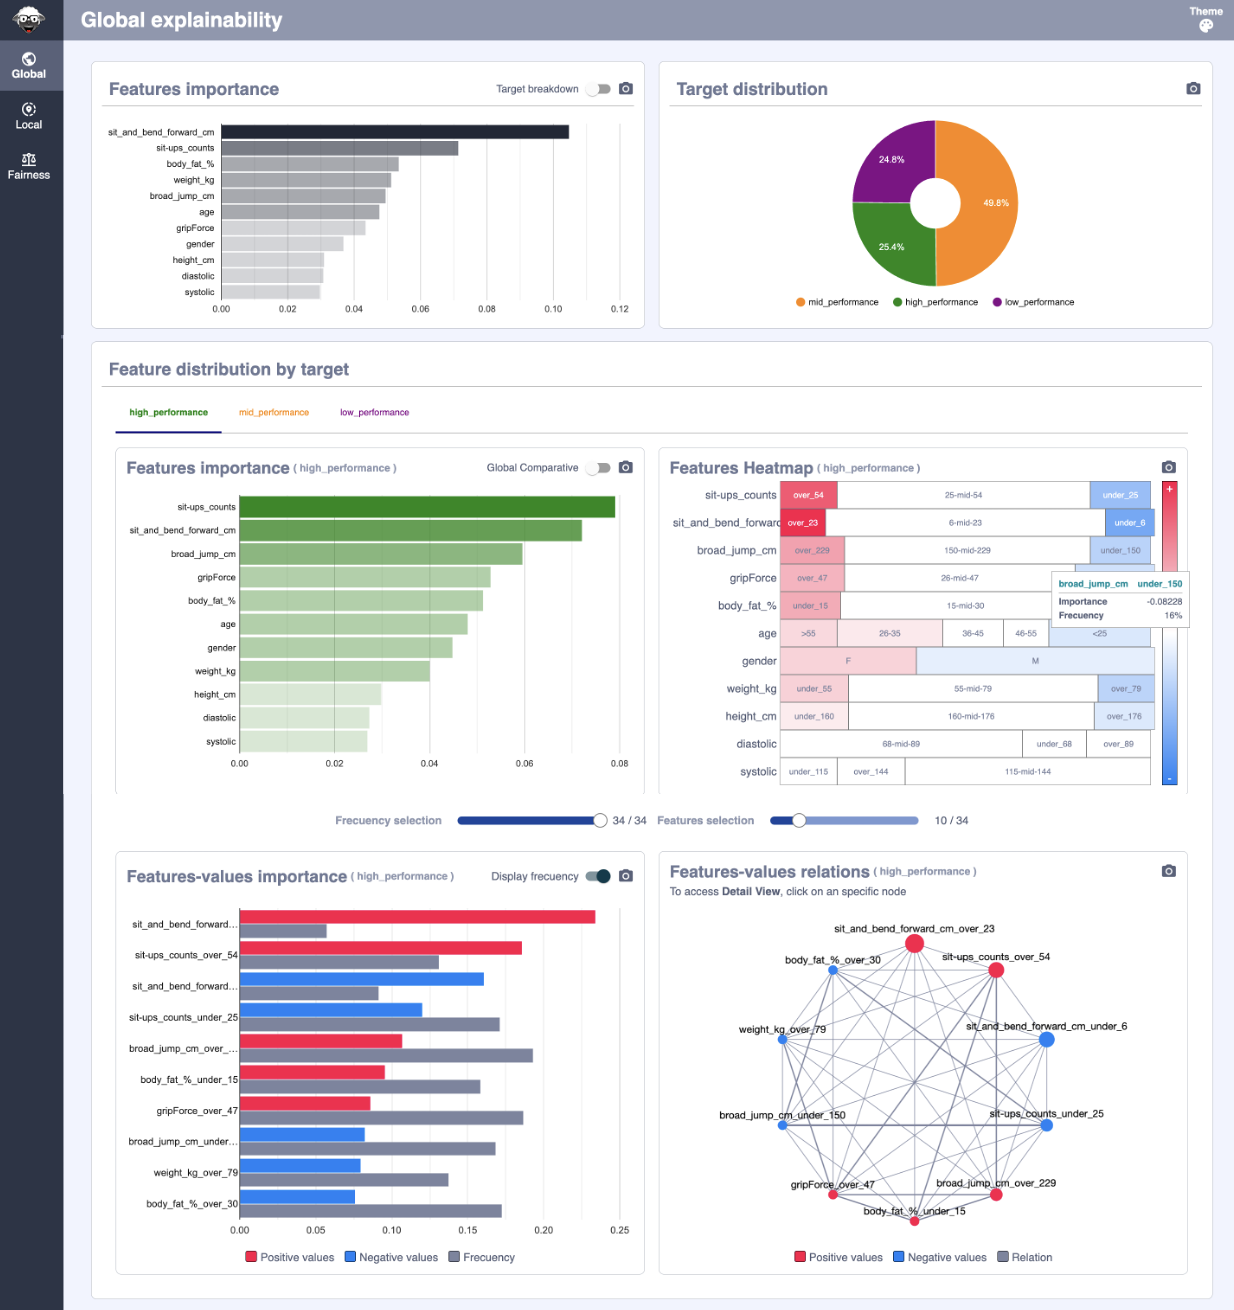 Global explainability
Theme
Global
Local
Fairness
Features importance
Target breakdown
sit_and_bend_forward_cm
sit-ups_counts
body_fat_%
weight_kg
broad_jump_cm
age
gripForce
gender
height_cm
diastolic
systolic
0.00 0.02 0.04 0.06 0.08 0.10 0.12
Target distribution
24.8%
49.8%
25.4%
mid_performance high_performance low_performance
Feature distribution by target
high_performance mid_performance low_performance
Features importance ( high_performance )
Global Comparative
sit-ups_counts
sit_and_bend_forward_cm
broad_jump_cm
gripForce
body_fat_%
age
gender
weight_kg
height_cm
diastolic
systolic
0.00 0.02 0.04 0.06 0.08
Features Heatmap ( high_performance )
+
sit-ups_counts over_54 25-mid-54 under_25
sit_and_bend_forward over_23 6-mid-23 under_6
broad_jump_cm over_229 150-mid-229 under_150
gripForce over_47 26-mid-47
broad_jump_cm under_150
Importance -0.08228
Frecuency 16%
body_fat_% under_15 15-mid-30
age >55 26-35 36-45 46-55 <25
gender F M
weight_kg under_55 55-mid-79 over_79
height_cm under_160 160-mid-176 over_176
diastolic 68-mid-89 under_68 over_89
systolic under_115 over_144 115-mid-144
-
Frecuency selection 34 / 34 Features selection 10 / 34
Features-values importance ( high_performance )
Display frecuency
sit_and_bend_forward...
sit-ups_counts_over_54
sit_and_bend_forward...
sit-ups_counts_under_25
broad_jump_cm_over_...
body_fat_%_under_15
gripForce_over_47
broad_jump_cm_under...
weight_kg_over_79
body_fat_%_over_30
0.00 0.05 0.10 0.15 0.20 0.25
Positive values Negative values Frecuency
Features-values relations ( high_performance )
To access Detail View, click on an specific node
sit_and_bend_forward_cm_over_23
sit-ups_counts_over_54
body_fat_%_over_30
sit_and_bend_forward_cm_under_6
weight_kg_over_79
sit-ups_counts_under_25
broad_jump_cm_under_150
broad_jump_cm_over_229
gripForce_over_47
body_fat_%_under_15
Positive values Negative values Relation